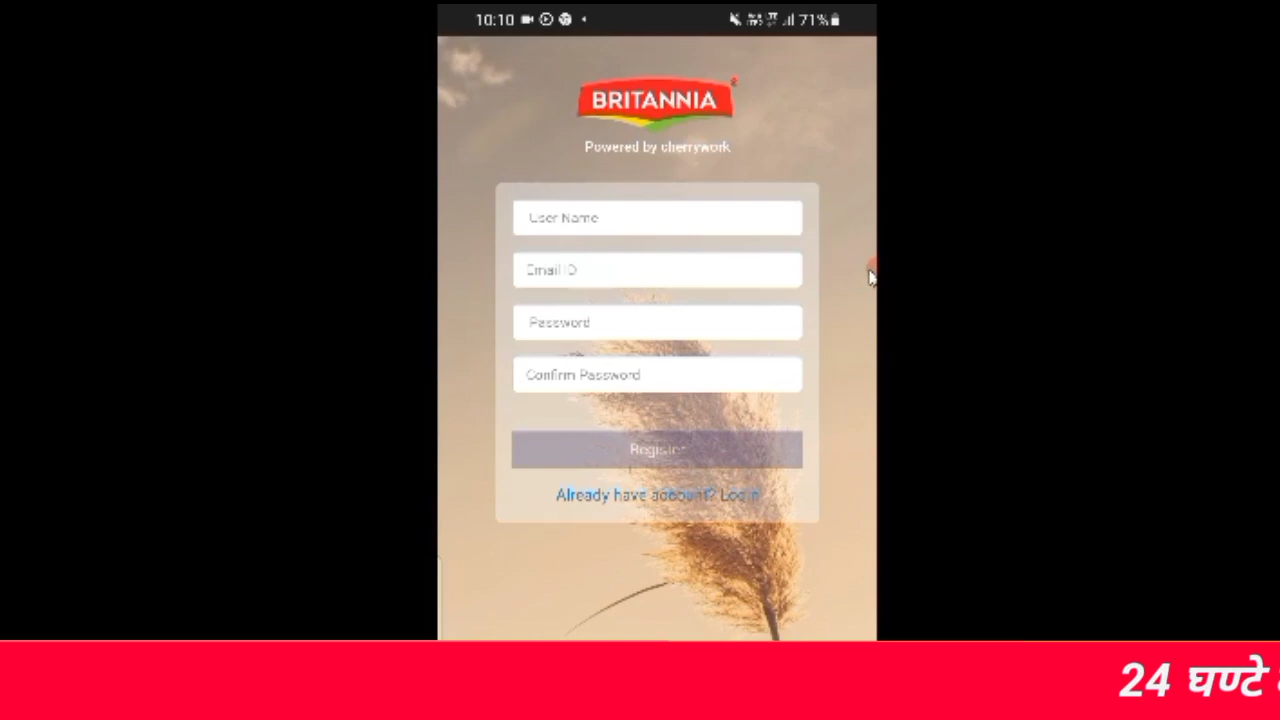 10:10
71%
BRITANNIA
Powered by cherrywork
User Name
Email ID
Password
Confirm Password
Register
Already have account? Login
24 घण्टे